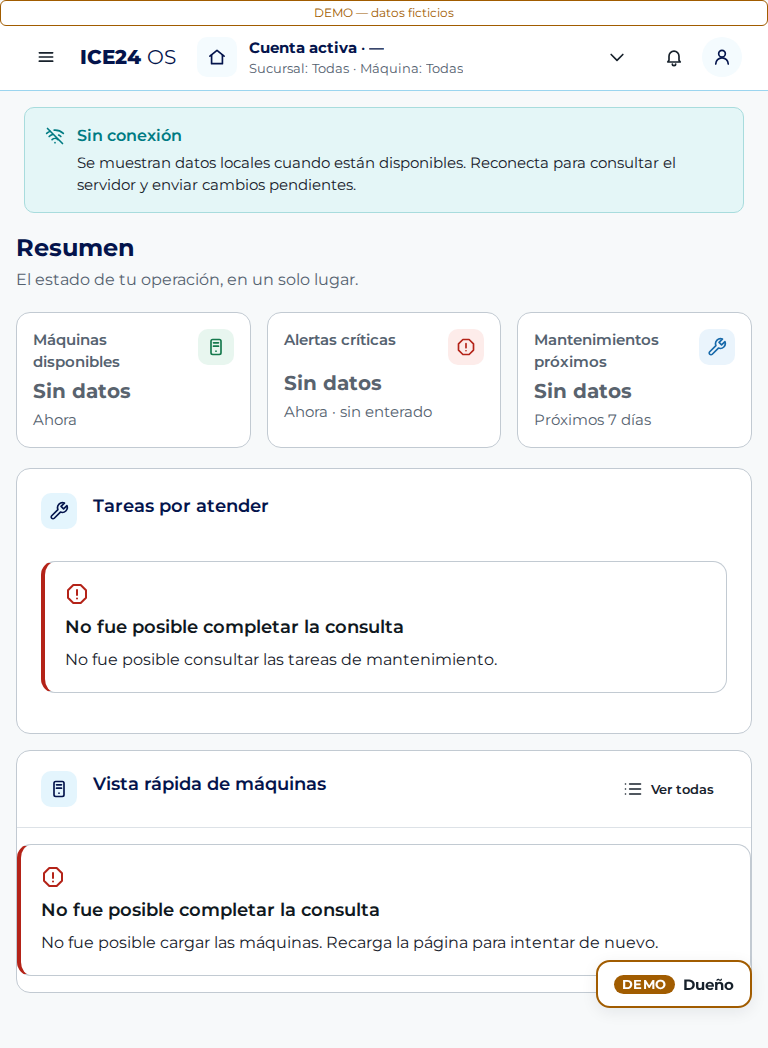 DEMO — datos ficticios
ICE24 OS
Cuenta activa · —
Sucursal: Todas · Máquina: Todas
Sin conexión
Se muestran datos locales cuando están disponibles. Reconecta para consultar el
servidor y enviar cambios pendientes.
Resumen
El estado de tu operación, en un solo lugar.
Máquinas
disponibles
Sin datos
Ahora
Alertas críticas
Sin datos
Ahora · sin enterado
Mantenimientos
próximos
Sin datos
Próximos 7 días
Tareas por atender
No fue posible completar la consulta
No fue posible consultar las tareas de mantenimiento.
Vista rápida de máquinas
Ver todas
No fue posible completar la consulta
No fue posible cargar las máquinas. Recarga la página para intentar de nuevo.
DEMO Dueño